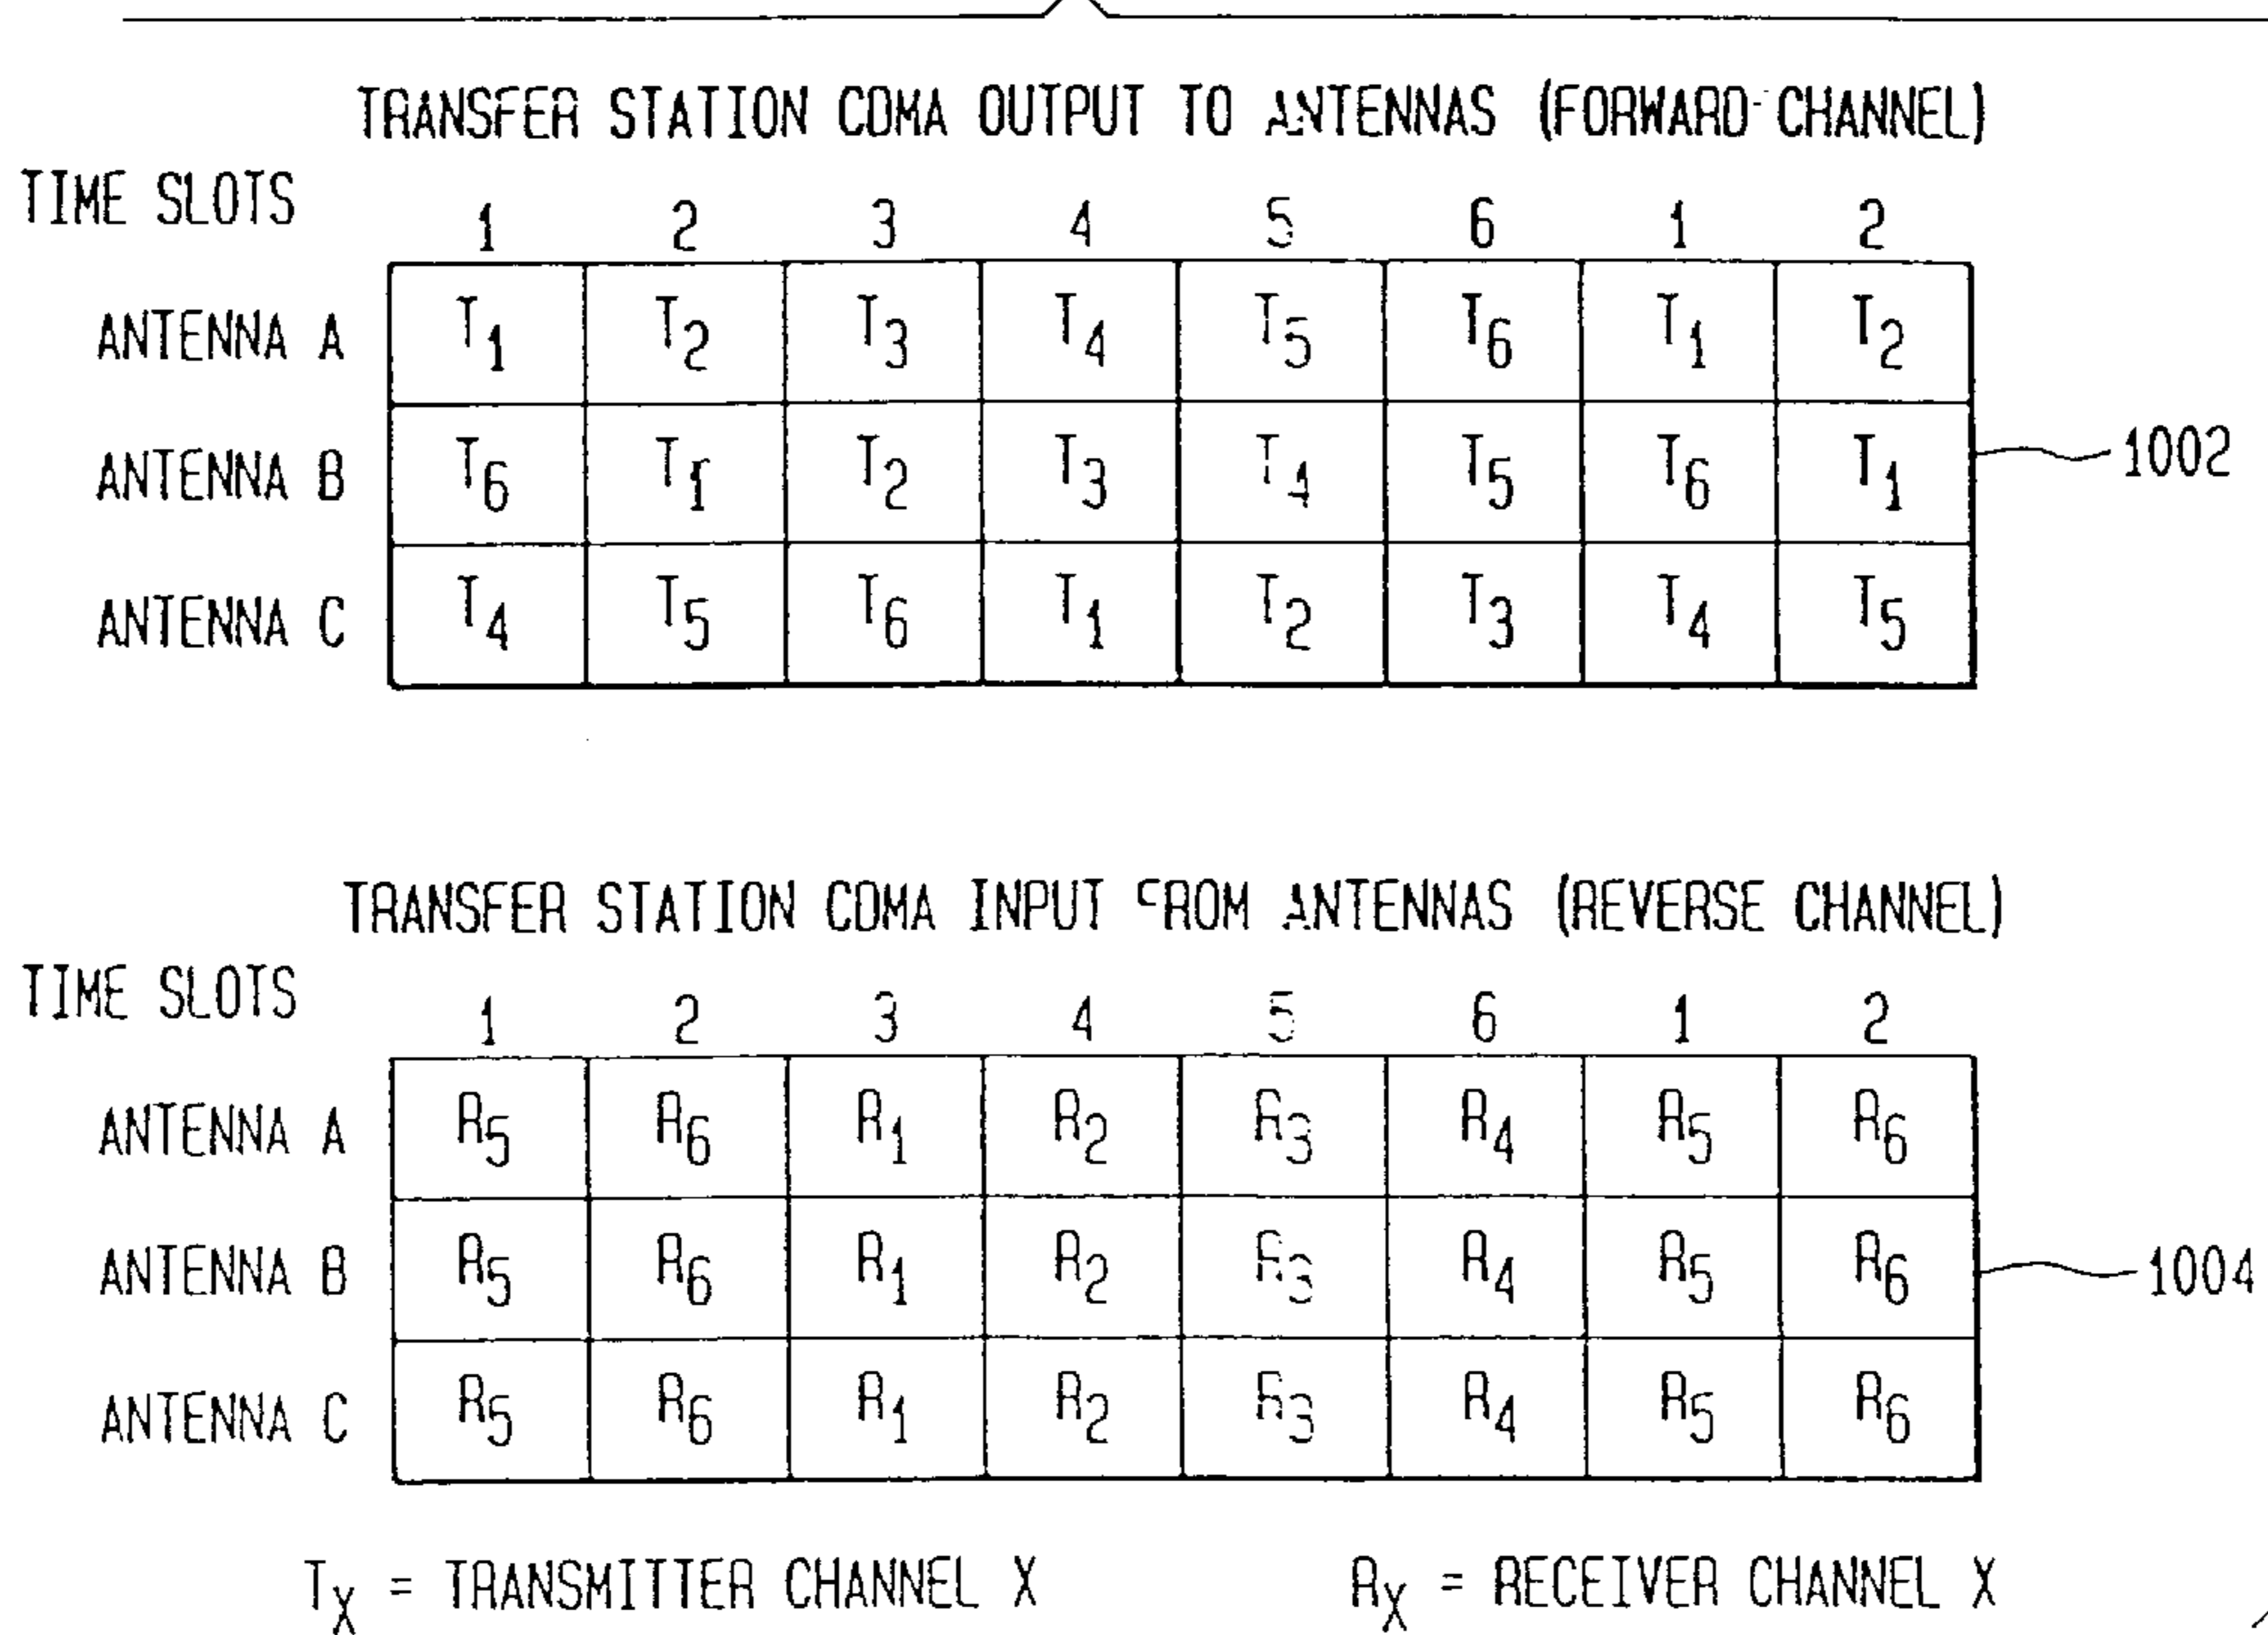 TRANSFER STATION CDMA OUTPUT TO ANTENNAS (FORWARD CHANNEL)
TIME SLOTS 1 2 3 4 5 6 1 2
ANTENNA A T1 T2 T3 T4 T5 T6 T1 T2
ANTENNA B T6 T1 T2 T3 T4 T5 T6 T1
1002
ANTENNA C T4 T5 T6 T1 T2 T3 T4 T5
TRANSFER STATION CDMA INPUT FROM ANTENNAS (REVERSE CHANNEL)
TIME SLOTS 1 2 3 4 5 6 1 2
ANTENNA A R5 R6 R1 R2 R3 R4 R5 R6
ANTENNA B R5 R6 R1 R2 R3 R4 R5 R6
1004
ANTENNA C R5 R6 R1 R2 R3 R4 R5 R6
TX = TRANSMITTER CHANNEL X RX = RECEIVER CHANNEL X